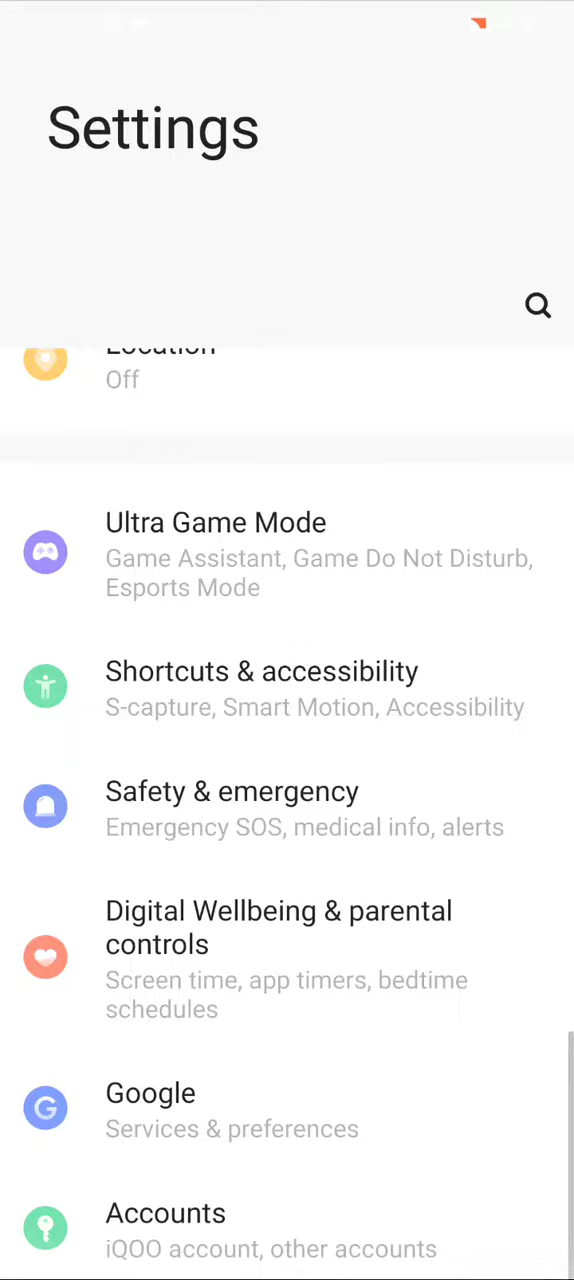 Settings
Location
Off
Ultra Game Mode
Game Assistant, Game Do Not Disturb,
Esports Mode
Shortcuts & accessibility
S-capture, Smart Motion, Accessibility
Safety & emergency
Emergency SOS, medical info, alerts
Digital Wellbeing & parental
controls
Screen time, app timers, bedtime
schedules
Google
Services & preferences
Accounts
iQOO account, other accounts